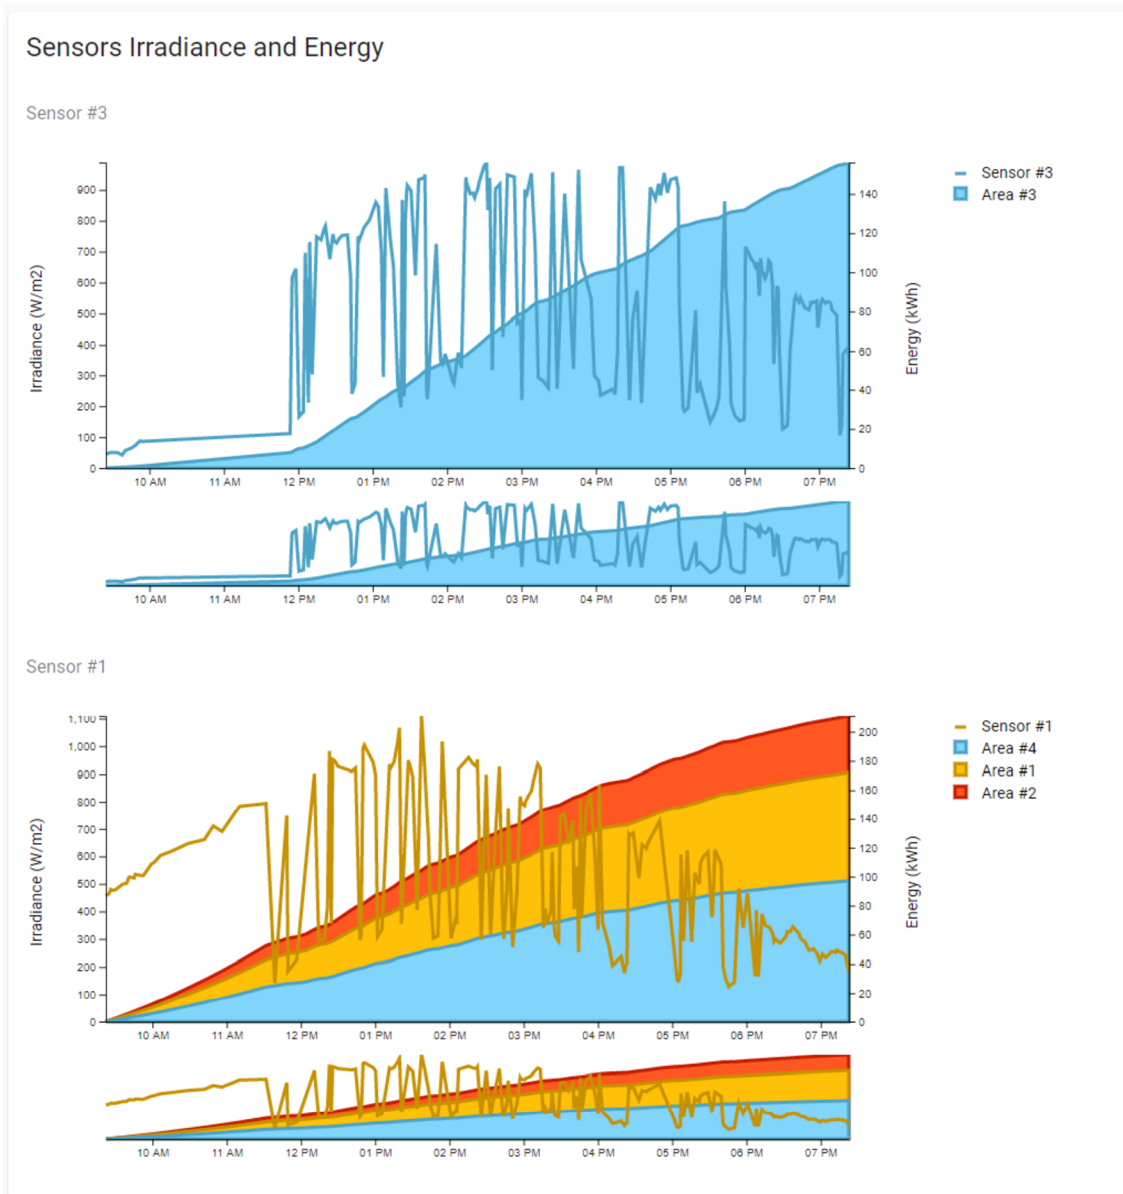 Sensors Irradiance and Energy
Sensor #3
Irradiance (W/m2)
900
800
700
600
500
400
300
200
100
0
140
120
100
80
60
40
20
0
Energy (kWh)
Sensor #3
Area #3
10 AM 11 AM 12 PM 01 PM 02 PM 03 PM 04 PM 05 PM 06 PM 07 PM
10 AM 11 AM 12 PM 01 PM 02 PM 03 PM 04 PM 05 PM 06 PM 07 PM
Sensor #1
Irradiance (W/m2)
1,100
1,000
900
800
700
600
500
400
300
200
100
0
200
180
160
140
120
100
80
60
40
20
0
Energy (kWh)
Sensor #1
Area #4
Area #1
Area #2
10 AM 11 AM 12 PM 01 PM 02 PM 03 PM 04 PM 05 PM 06 PM 07 PM
10 AM 11 AM 12 PM 01 PM 02 PM 03 PM 04 PM 05 PM 06 PM 07 PM